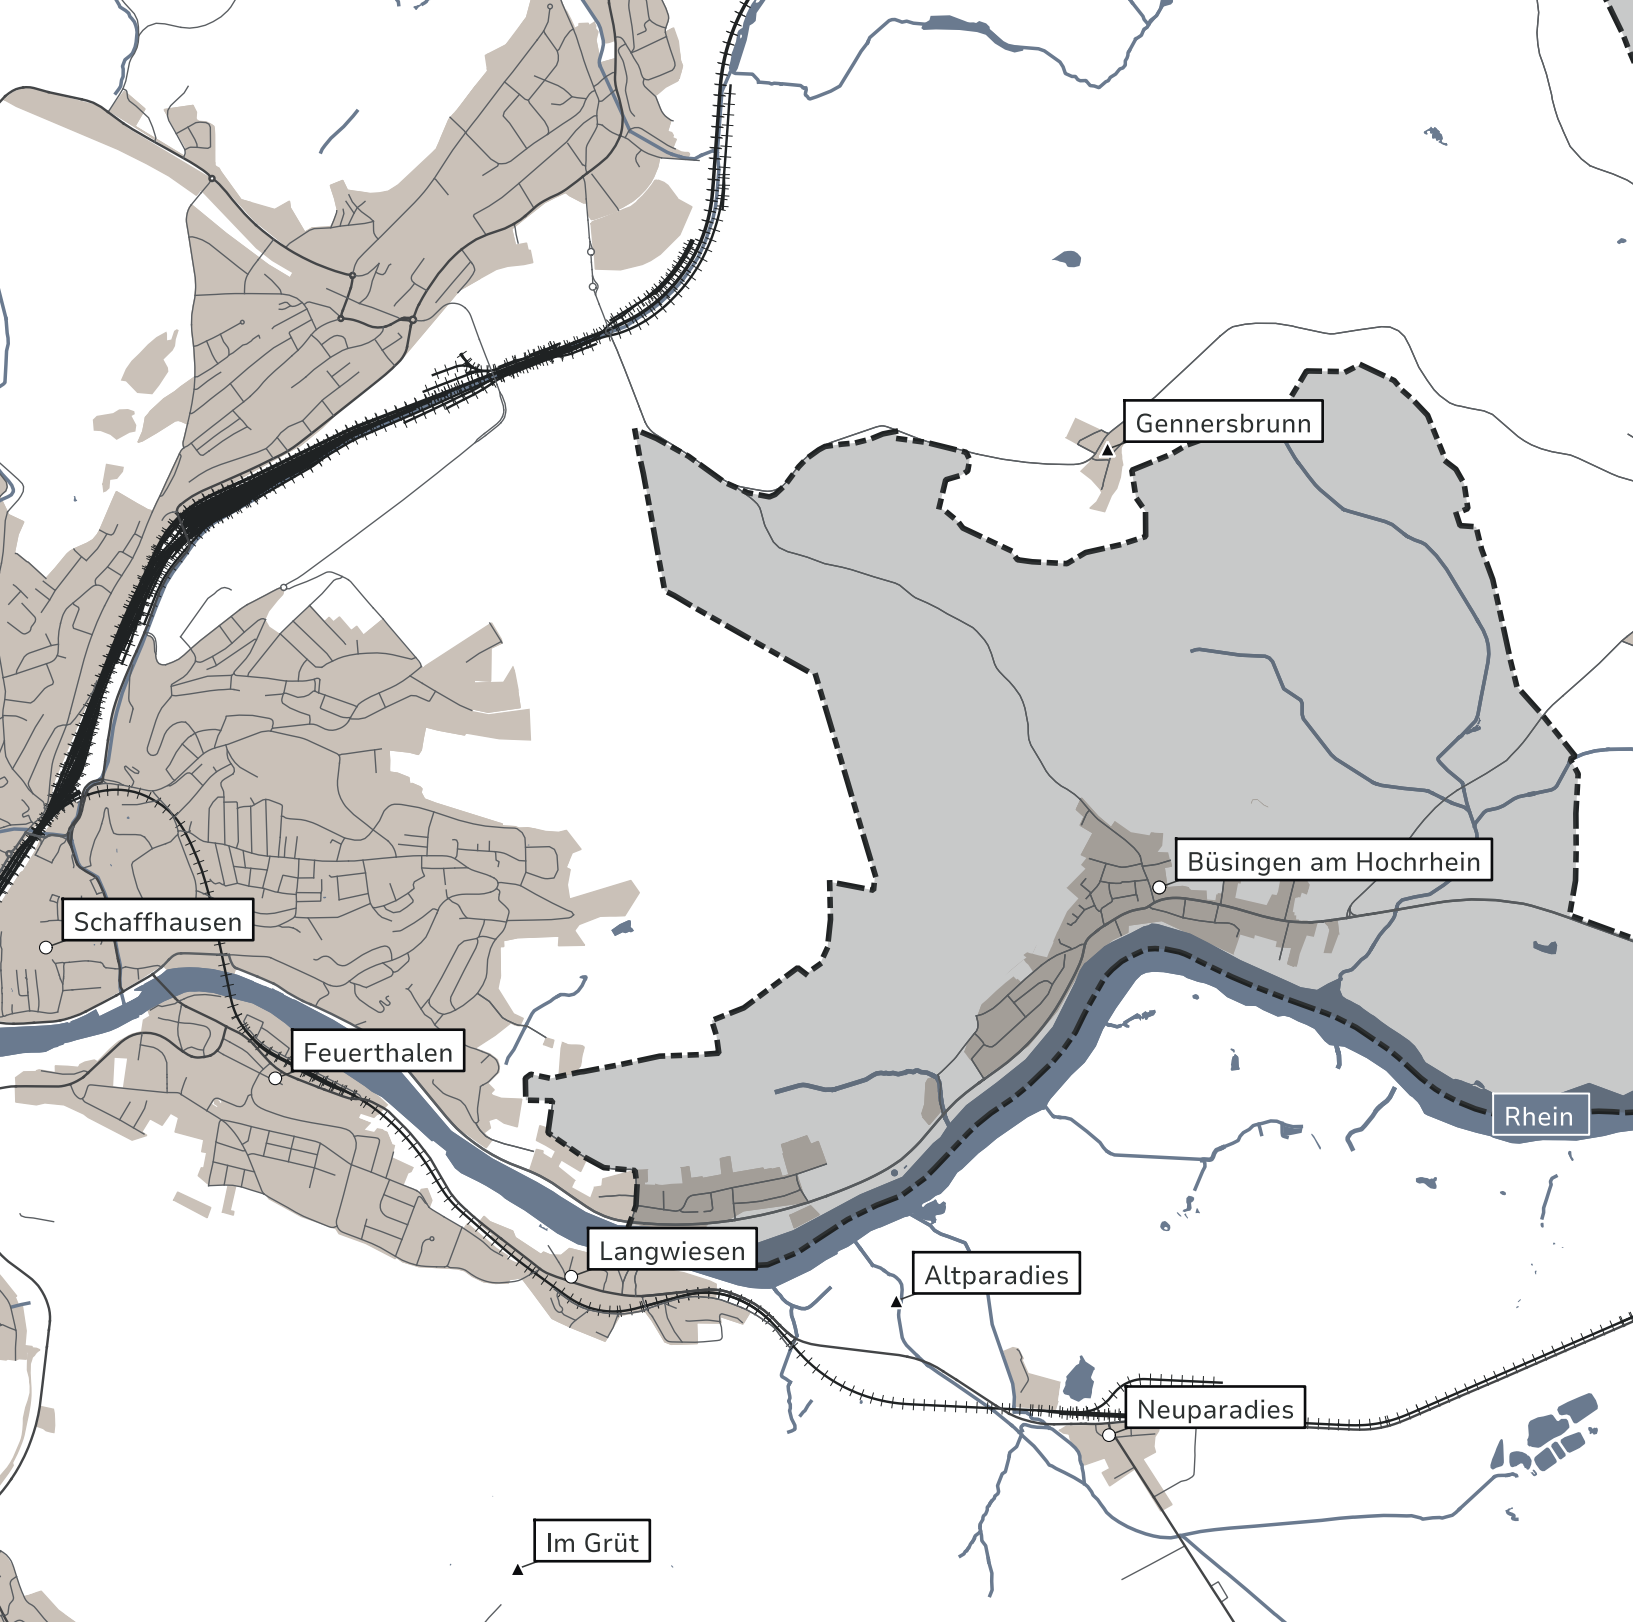 Gennersbrunn
Büsingen am Hochrhein
Schaffhausen
Feuerthalen
Rhein
Langwiesen
Altparadies
Neuparadies
Im Grüt